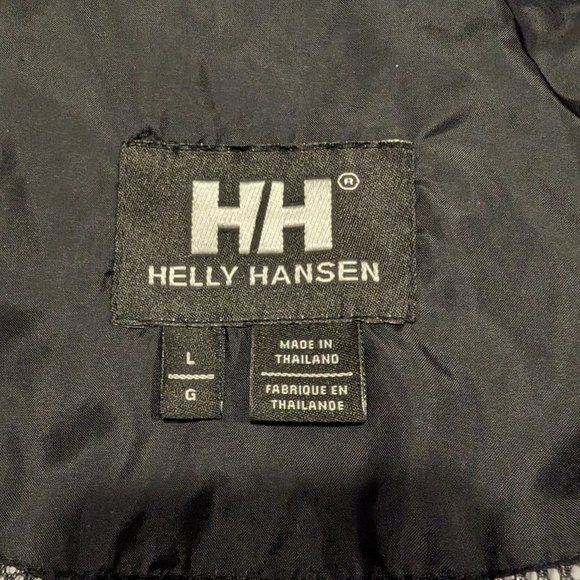 HH®
HELLY HANSEN
L
G
MADE IN
THAILAND
FABRIQUE EN
THAILANDE